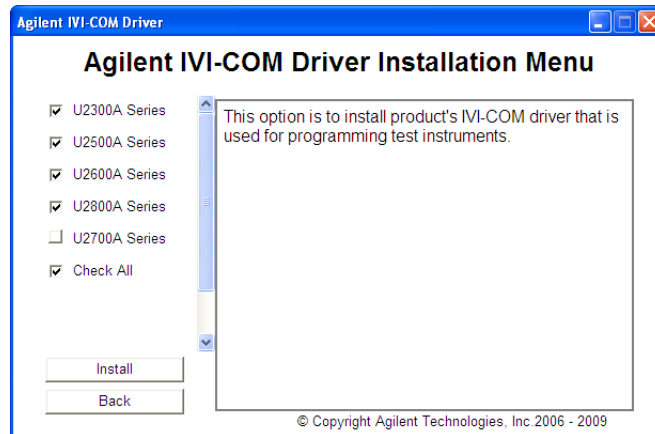 Agilent IVI-COM Driver
Agilent IVI-COM Driver Installation Menu
U2300A Series
U2500A Series
U2600A Series
U2800A Series
U2700A Series
Check All
This option is to install product's IVI-COM driver that is
used for programming test instruments.
Install
Back
© Copyright Agilent Technologies, Inc.2006 - 2009